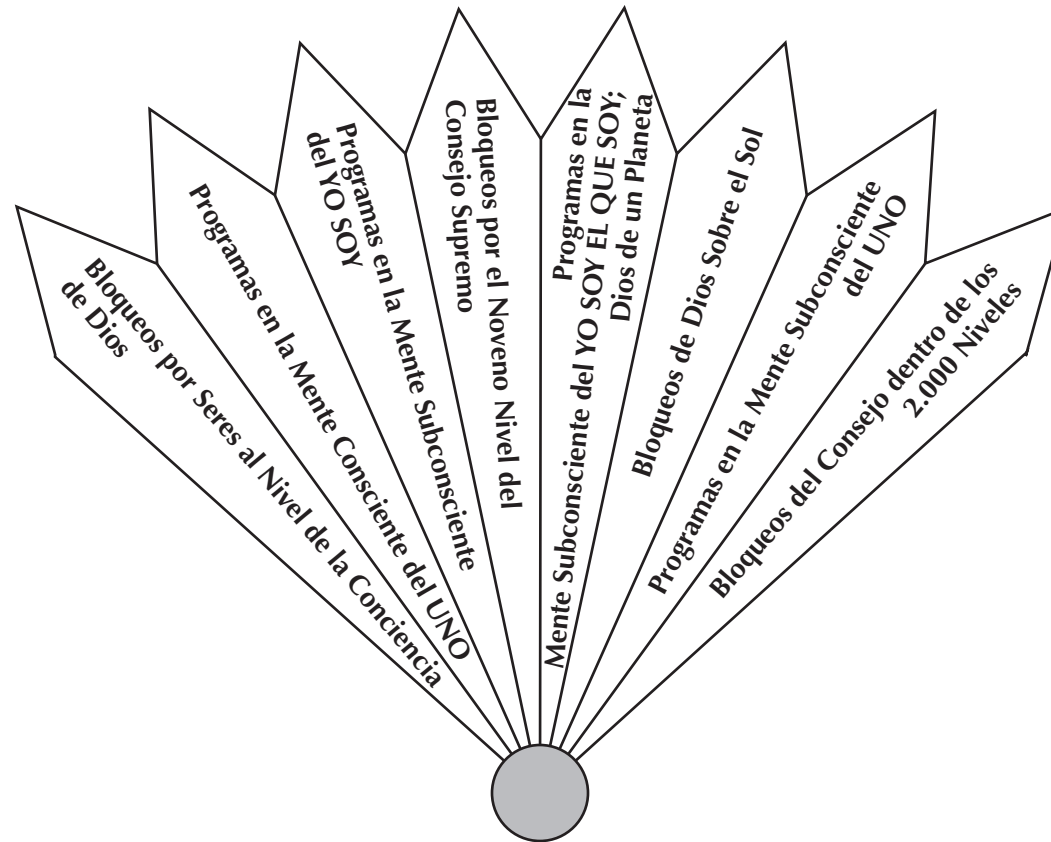 Bloqueos por Seres al Nivel de la Conciencia
de Dios
Programas en la Mente Consciente del UNO
Programas en la Mente Subconsciente
del YO SOY
Bloqueos por el Noveno Nivel del
Consejo Supremo
Programas en la
Mente Subsconsciente del YO SOY EL QUE SOY;
Dios de un Planeta
Bloqueos de Dios Sobre el Sol
Programas en la Mente Subconsciente
del UNO
Bloqueos del Consejo dentro de los
2.000 Niveles